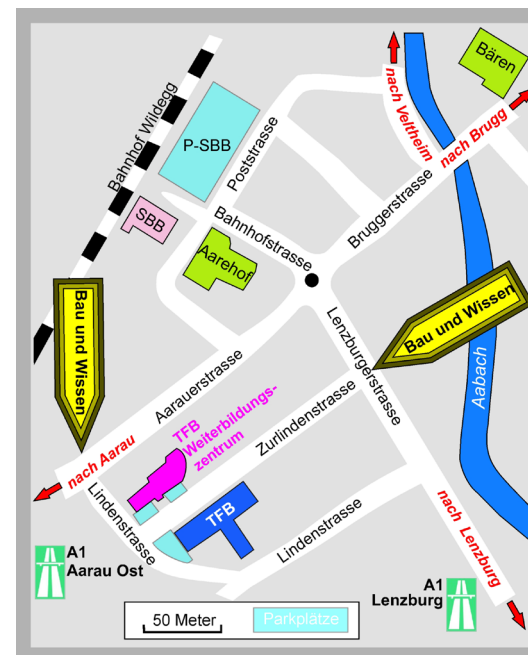 Bären
nach Veltheim
nach Brugg
Bahnhof Wildegg
P-SBB
Poststrasse
SBB
Bahnhofstrasse
Bruggerstrasse
Aarehof
Bau und Wissen
Bau und Wissen
Aabach
Lenzburgerstrasse
Aarauerstrasse
TFB
Weiterbildungs-
zentrum
Zurlindenstrasse
nach Aarau
Lindenstrasse
TFB
Lindenstrasse
nach Lenzburg
A1
Aarau Ost
A1
Lenzburg
50 Meter
Parkplätze